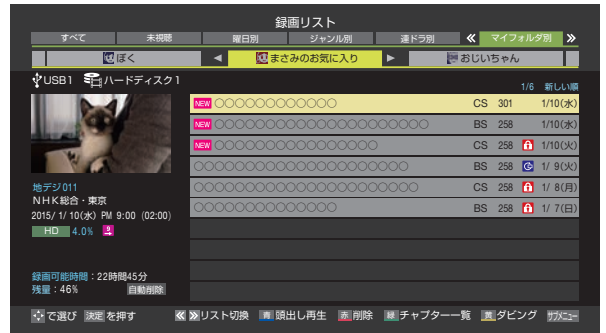 録画リスト
すべて 未視聴 曜日別 ジャンル別 連ドラ別 マイフォルダ別
ぼく まさみのお気に入り おじいちゃん
USB1 ハードディスク1
1/6 新しい順
NEW ○○○○○○○○○○○○ CS 301 1/10(水)
NEW ○○○○○○○○○○○○○○○○○○○○○ BS 258 1/10(水)
NEW ○○○○○○○○○○○○○○○○ CS 258 1/10(火)
○○○○○○○○○○○○○○○○○○○○○ BS 258 1/ 9(火)
○○○○○○○○○○○○○○○○○○○○○○ CS 258 1/ 8(月)
○○○○○○○○○○○○ BS 258 1/ 7(日)
地デジ011
NHK総合・東京
2015/ 1/ 10(水) PM 9:00 (02:00)
HD 4.0% 
録画可能時間：22時間45分
残量：46% 自動削除
で選び 決定 を押す リスト切換 青 頭出し再生 赤 削除 緑 チャプター一覧 黄 ダビング サブメニュー